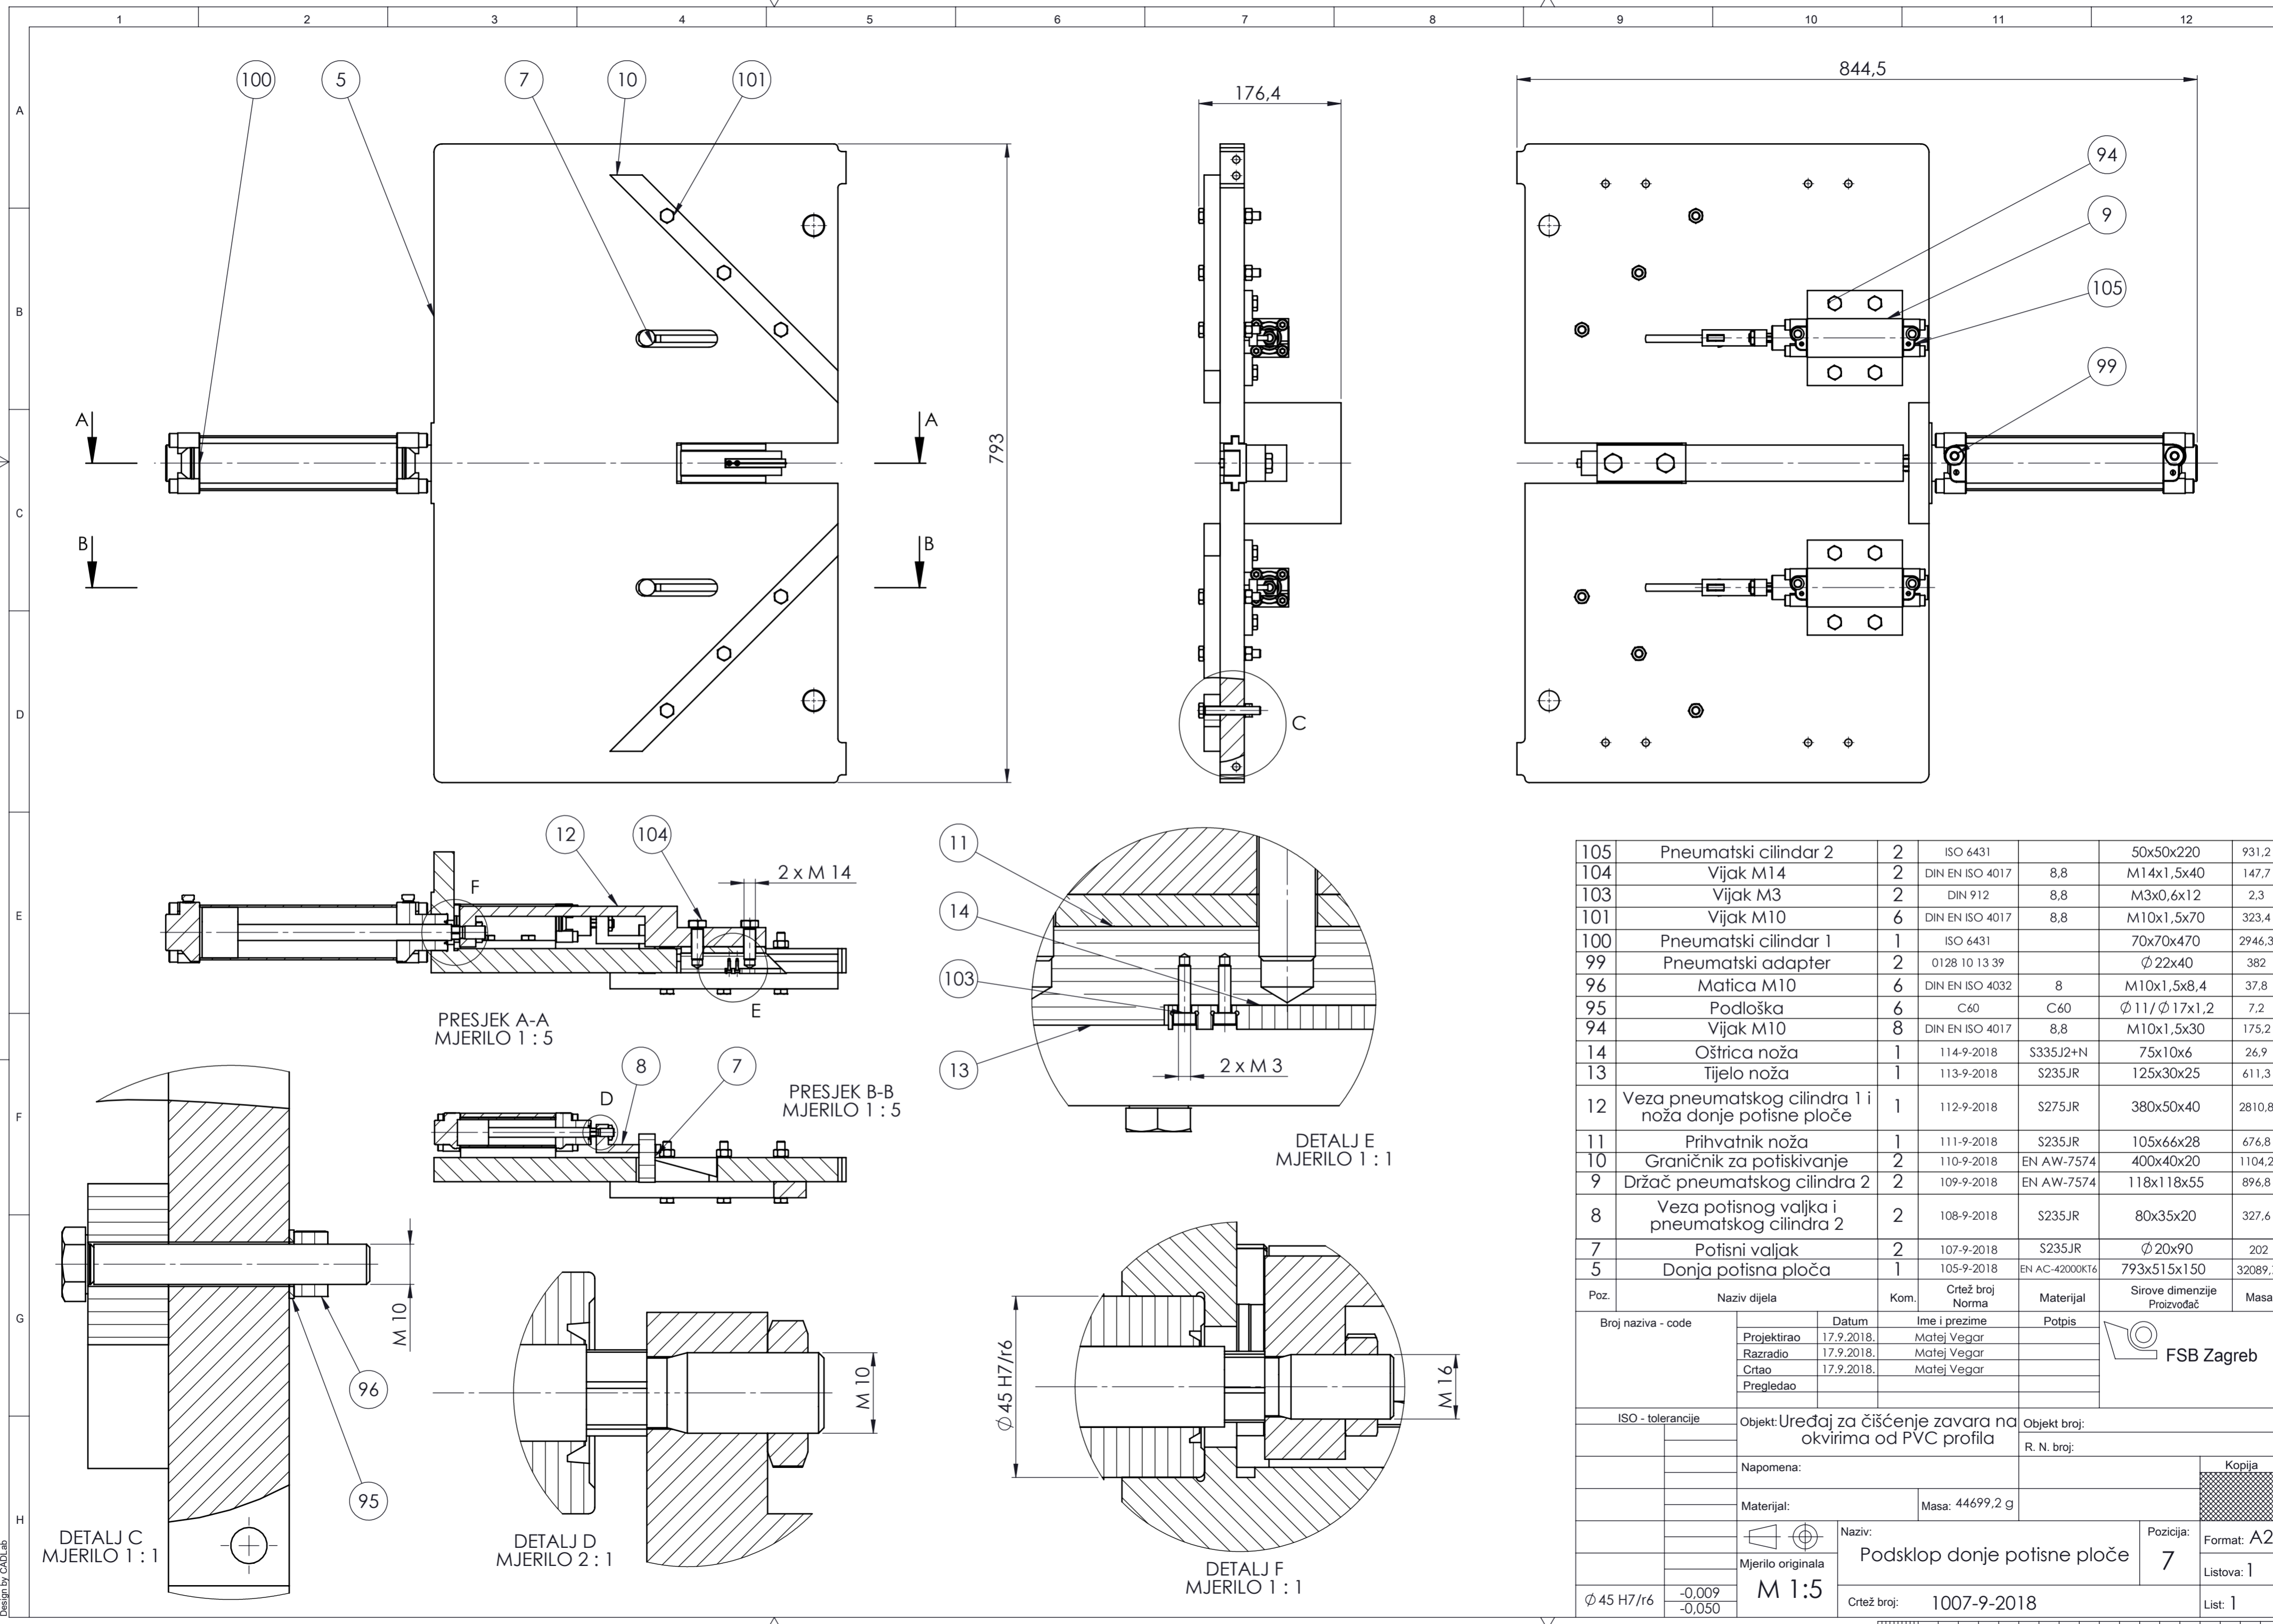 1 2 3 4 5 6 7 8 9 10 11 12
A
B
C
D
E
F
G
H
100 5 7 10 101
793
A A
B B
176,4
C
844,5
94
9
105
99
12 104
2 x M 14
F
E
PRESJEK A-A
MJERILO 1 : 5
8 7
D
PRESJEK B-B
MJERILO 1 : 5
11
14
103
13
2 x M 3
DETALJ E
MJERILO 1 : 1
M 10
96
95
DETALJ C
MJERILO 1 : 1
M 10
DETALJ D
MJERILO 2 : 1
Ø 45 H7/r6
M 16
DETALJ F
MJERILO 1 : 1
105 Pneumatski cilindar 2 2 ISO 6431 50x50x220 931,2
104 Vijak M14 2 DIN EN ISO 4017 8,8 M14x1,5x40 147,7
103 Vijak M3 2 DIN 912 8,8 M3x0,6x12 2,3
101 Vijak M10 6 DIN EN ISO 4017 8,8 M10x1,5x70 323,4
100 Pneumatski cilindar 1 1 ISO 6431 70x70x470 2946,3
99 Pneumatski adapter 2 0128 10 13 39 Ø 22x40 382
96 Matica M10 6 DIN EN ISO 4032 8 M10x1,5x8,4 37,8
95 Podloška 6 C60 C60 Ø 11/ Ø 17x1,2 7,2
94 Vijak M10 8 DIN EN ISO 4017 8,8 M10x1,5x30 175,2
14 Oštrica noža 1 114-9-2018 S335J2+N 75x10x6 26,9
13 Tijelo noža 1 113-9-2018 S235JR 125x30x25 611,3
12 Veza pneumatskog cilindra 1 i
noža donje potisne ploče 1 112-9-2018 S275JR 380x50x40 2810,8
11 Prihvatnik noža 1 111-9-2018 S235JR 105x66x28 676,8
10 Graničnik za potiskivanje 2 110-9-2018 EN AW-7574 400x40x20 1104,2
9 Držač pneumatskog cilindra 2 2 109-9-2018 EN AW-7574 118x118x55 896,8
8 Veza potisnog valjka i
pneumatskog cilindra 2 2 108-9-2018 S235JR 80x35x20 327,6
7 Potisni valjak 2 107-9-2018 S235JR Ø 20x90 202
5 Donja potisna ploča 1 105-9-2018 EN AC-42000KT6 793x515x150 32089,
Poz. Naziv dijela Kom. Crtež broj
Norma Materijal Sirove dimenzije
Proizvođač Masa
Broj naziva - code
Datum Ime i prezime Potpis
Projektirao 17.9.2018. Matej Vegar
Razradio 17.9.2018. Matej Vegar
Crtao 17.9.2018. Matej Vegar
Pregledao
FSB Zagreb
ISO - tolerancije
Objekt: Uređaj za čišćenje zavara na
okvirima od PVC profila
Objekt broj:
R. N. broj:
Napomena:
Kopija
Materijal:
Masa: 44699,2 g
Naziv:
Podsklop donje potisne ploče
Pozicija:
7
Format: A2
Listova: 1
Mjerilo originala
M 1:5
Ø 45 H7/r6 -0,009
-0,050
Crtež broj: 1007-9-2018
List: 1
Design by CADLab